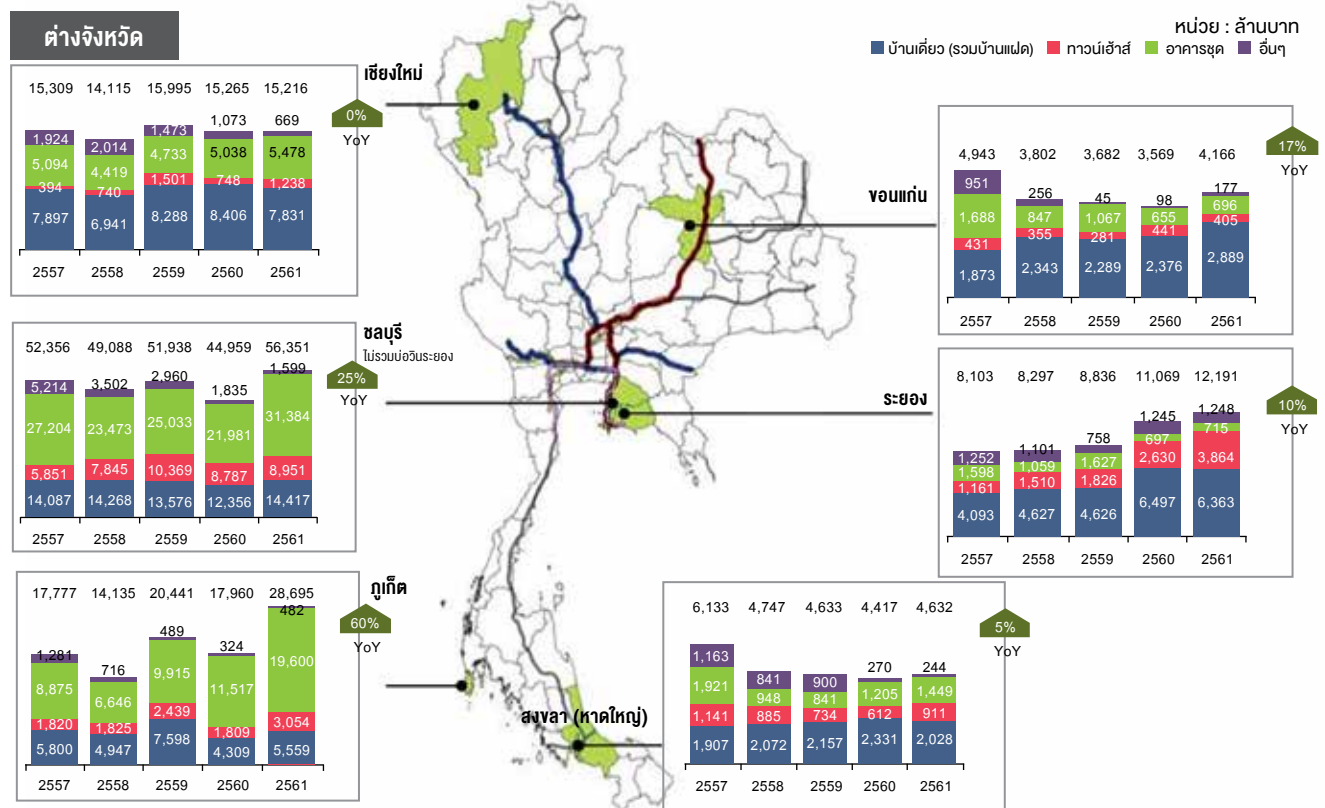 ต่างจังหวัด
หน่วย : ล้านบาท
บ้านเดี่ยว (รวมบ้านแฝด) ทาวน์เฮ้าส์ อาคารชุด อื่นๆ
เชียงใหม่
15,309 14,115 15,995 15,265 15,216
0%
YoY
1,924 2,014 1,473 1,073 669
5,094 4,419 4,733 5,038 5,478
394 740 1,501 748 1,238
7,897 6,941 8,288 8,406 7,831
2557 2558 2559 2560 2561
ขอนแก่น
4,943 3,802 3,682 3,569 4,166
17%
YoY
951 256 45 98 177
1,688 847 1,067 655 696
431 355 281 441 405
1,873 2,343 2,289 2,376 2,889
2557 2558 2559 2560 2561
ชลบุรี
ไม่รวมบ่อวินระยอง
52,356 49,088 51,938 44,959 56,351
25%
YoY
5,214 3,502 2,960 1,835 1,599
27,204 23,473 25,033 21,981 31,384
5,851 7,845 10,369 8,787 8,951
14,087 14,268 13,576 12,356 14,417
2557 2558 2559 2560 2561
ระยอง
8,103 8,297 8,836 11,069 12,191
10%
YoY
1,252 1,101 758 1,245 1,248
1,598 1,059 1,627 697 715
1,161 1,510 1,826 2,630 3,864
4,093 4,627 4,626 6,497 6,363
2557 2558 2559 2560 2561
ภูเก็ต
17,777 14,135 20,441 17,960 28,695
60%
YoY
1,281 716 489 324 482
8,875 6,646 9,915 11,517 19,600
1,820 1,825 2,439 1,809 3,054
5,800 4,947 7,598 4,309 5,559
2557 2558 2559 2560 2561
สงขลา (หาดใหญ่)
6,133 4,747 4,633 4,417 4,632
5%
YoY
1,163 841 900 270 244
1,921 948 841 1,205 1,449
1,141 885 734 612 911
1,907 2,072 2,157 2,331 2,028
2557 2558 2559 2560 2561